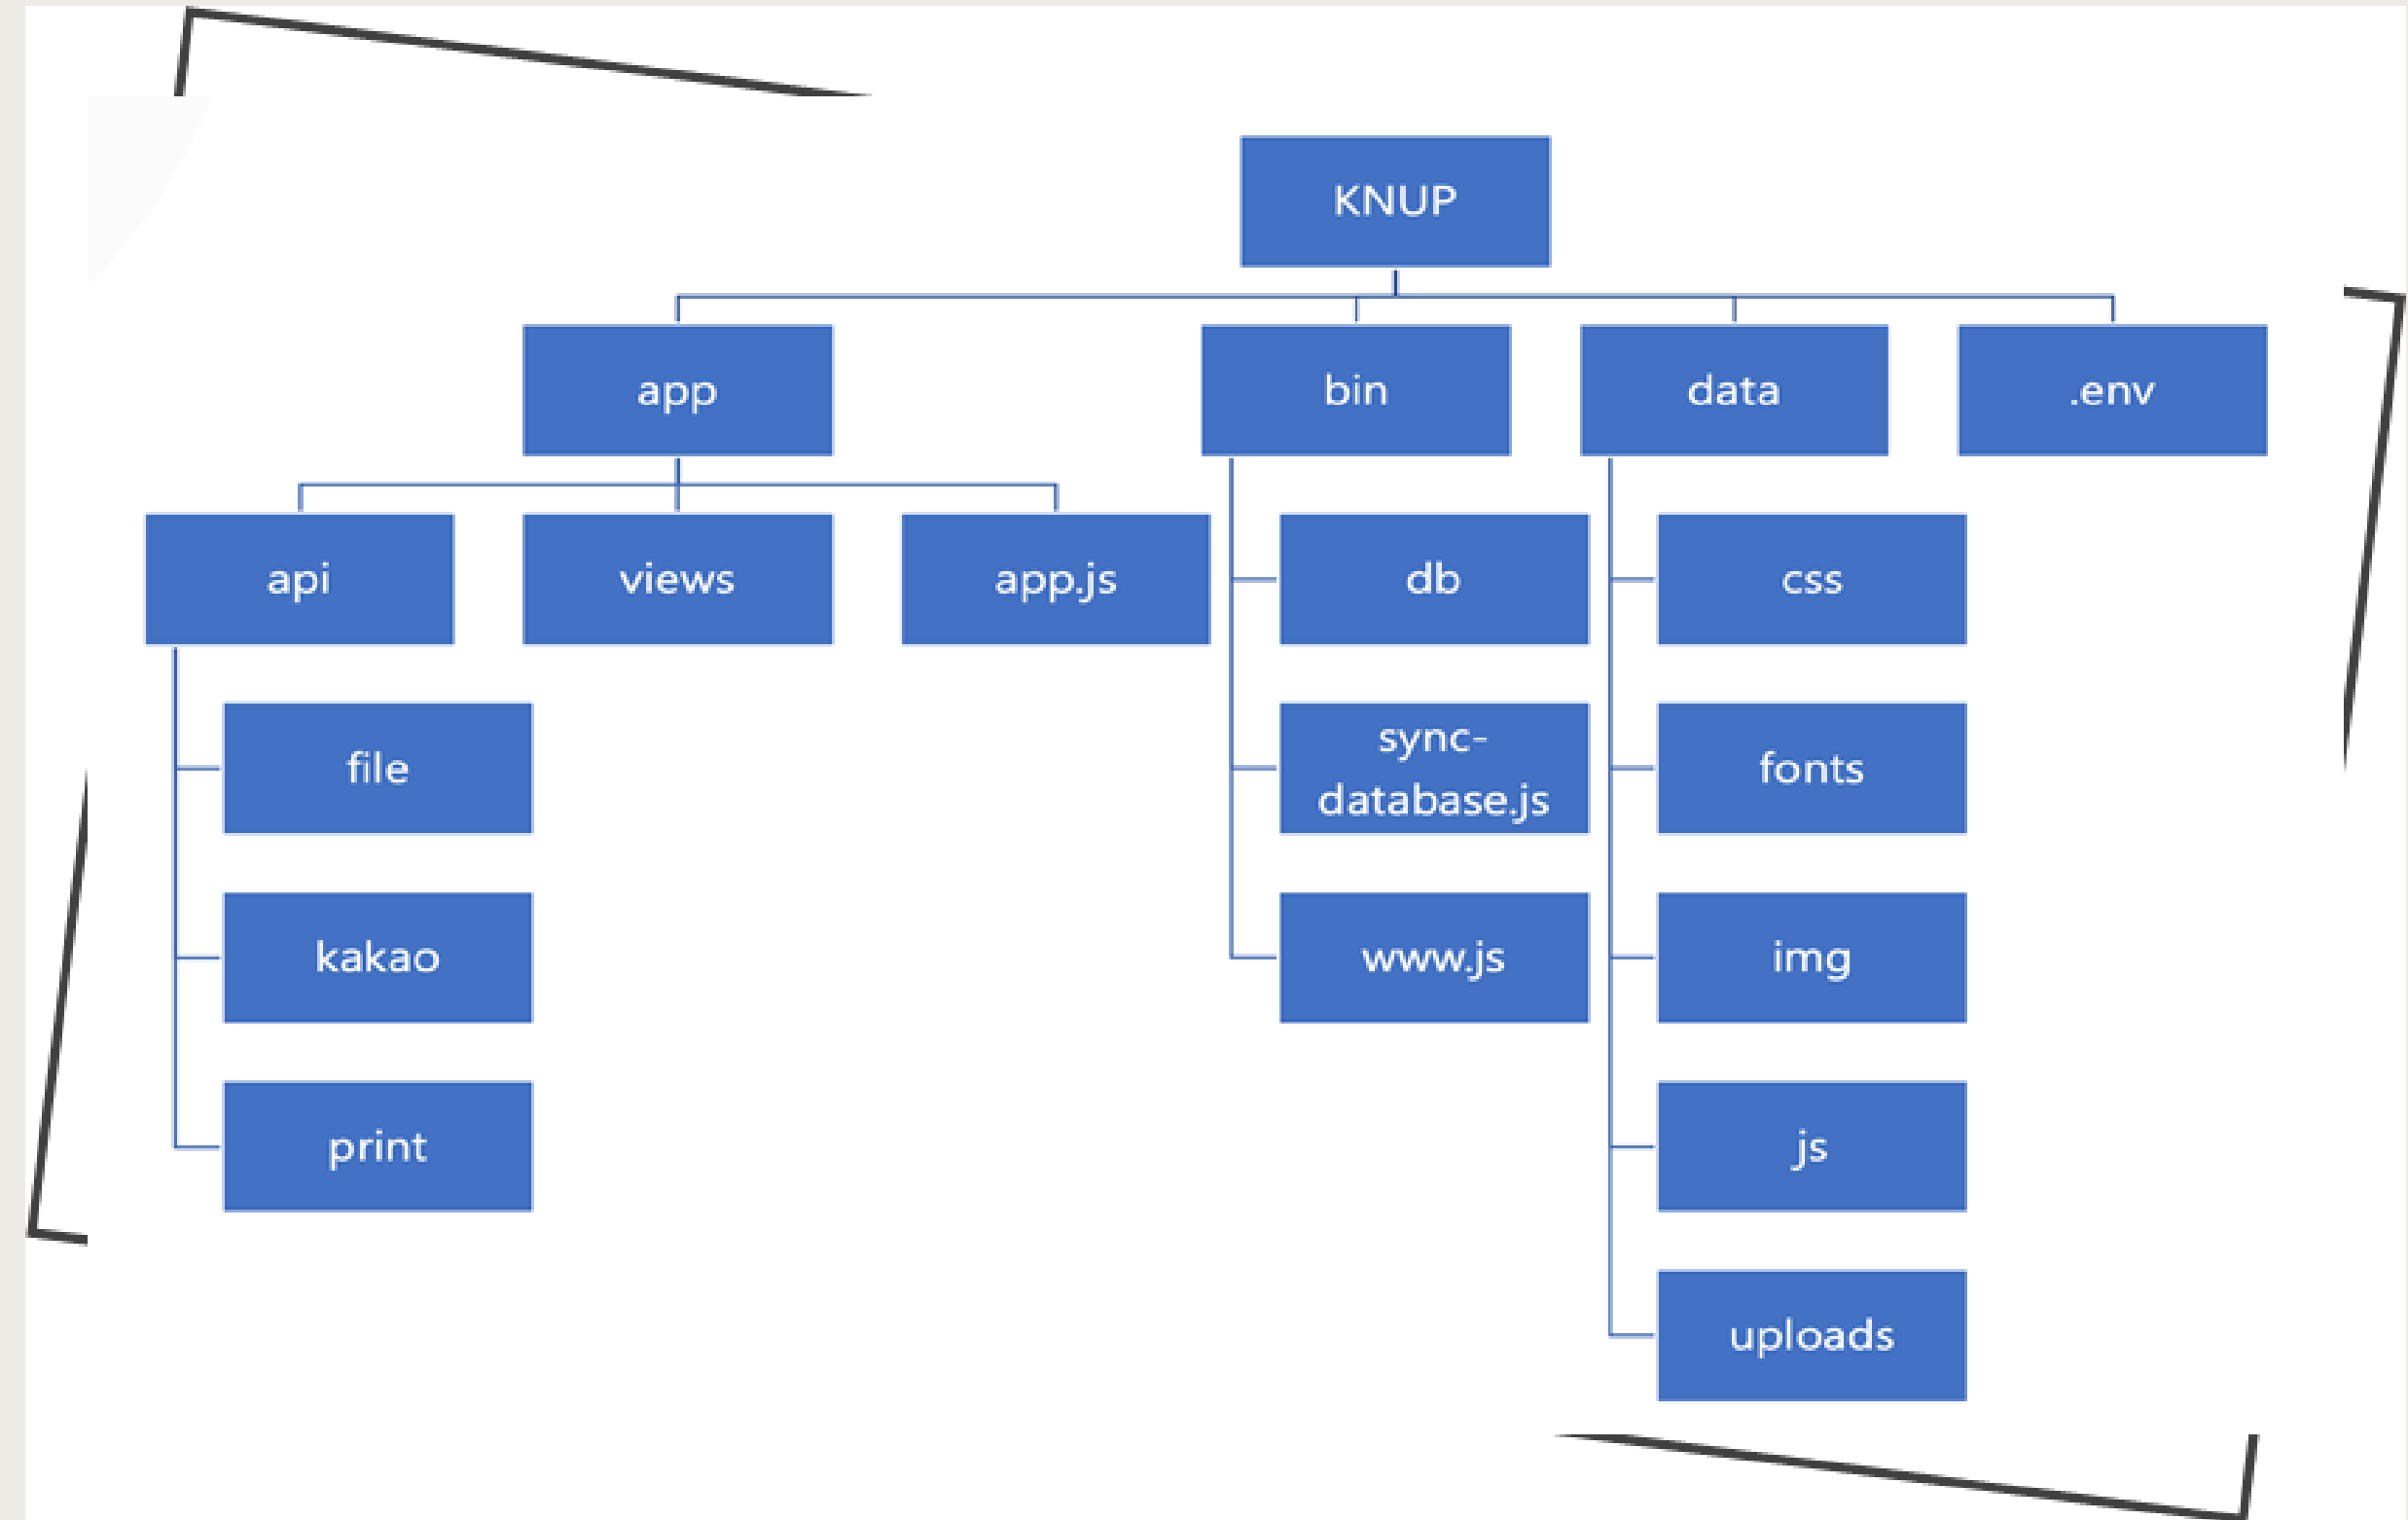 KNUP
app
bin
data
.env
api
views
app.js
db
css
file
sync-
database.js
fonts
kakao
www.js
img
print
js
uploads